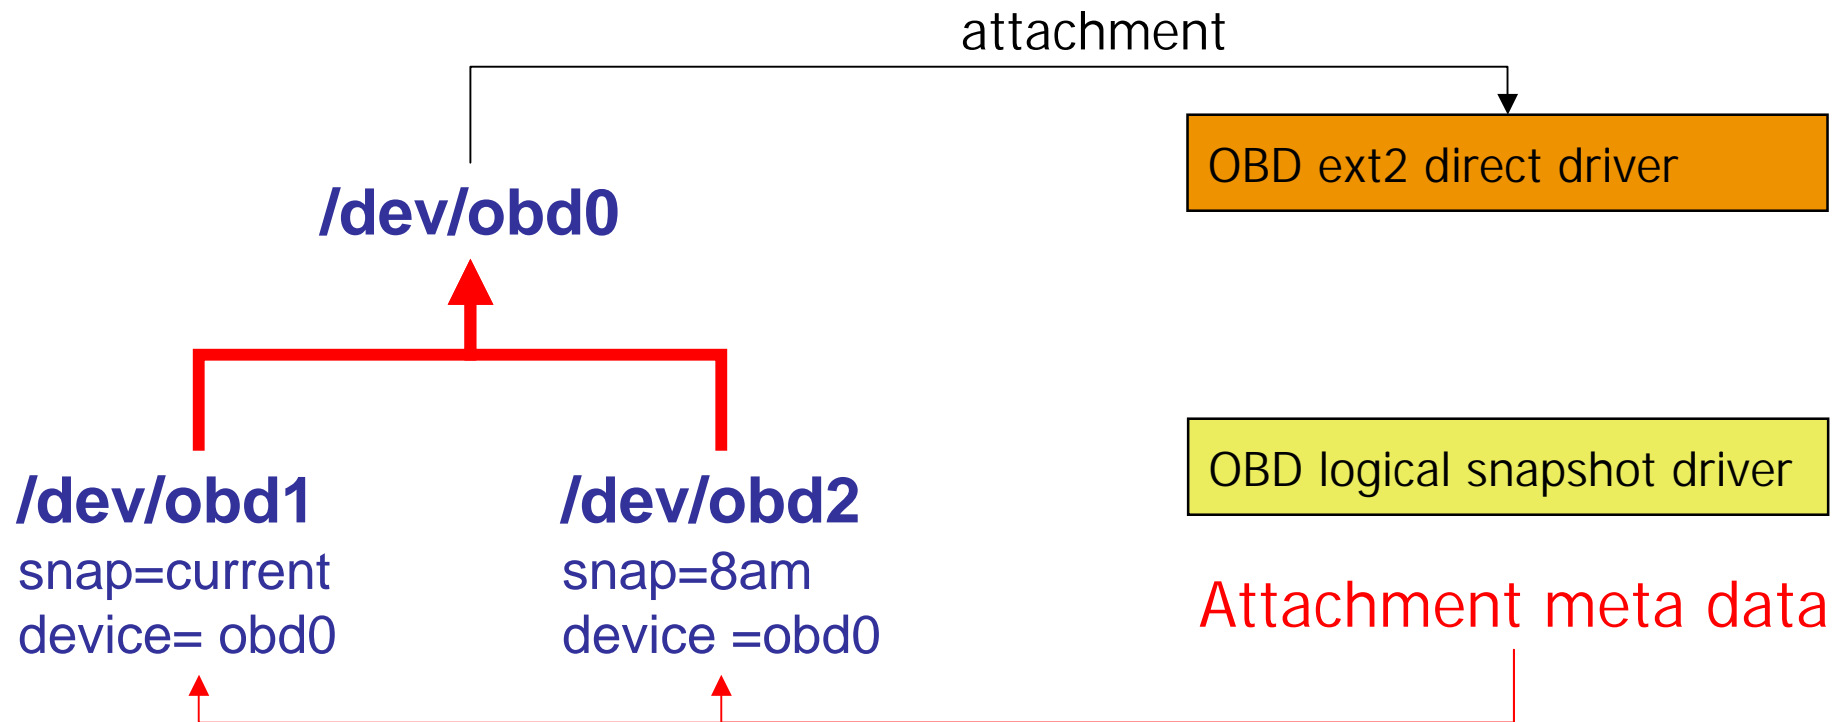 attachment
OBD ext2 direct driver
/dev/obd0
OBD logical snapshot driver
/dev/obd1
snap=current
device= obd0
/dev/obd2
snap=8am
device =obd0
Attachment meta data